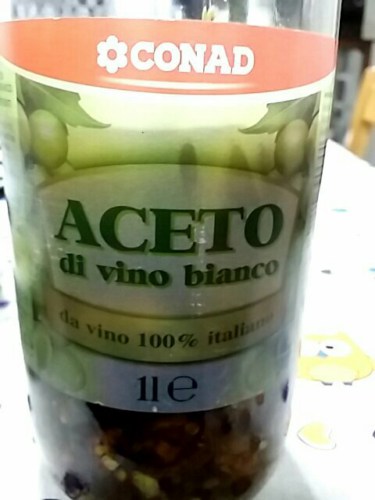 CONAD
ACETO
di vino bianco
da vino 100% italiano
1l e